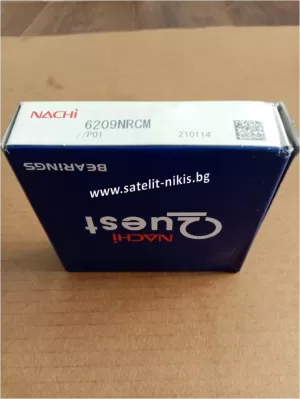 NACHi
6209NRCM
//P01
210114
BEARINGS
www.satelit-nikis.bg
Quest
NACHi